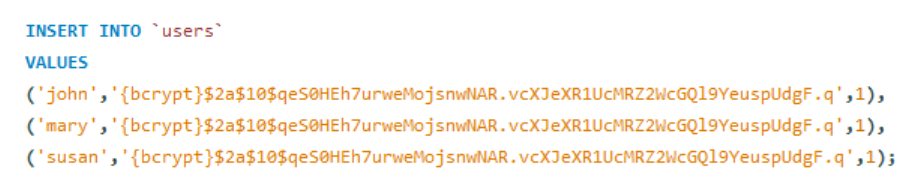 INSERT INTO `users`
VALUES
('john','{bcrypt}$2a$10$qeS0HEh7urweMojsnwNAR.vcXJeXR1UcMRZ2WcGQl9YeuspUdgF.q',1),
('mary','{bcrypt}$2a$10$qeS0HEh7urweMojsnwNAR.vcXJeXR1UcMRZ2WcGQl9YeuspUdgF.q',1),
('susan','{bcrypt}$2a$10$qeS0HEh7urweMojsnwNAR.vcXJeXR1UcMRZ2WcGQl9YeuspUdgF.q',1);